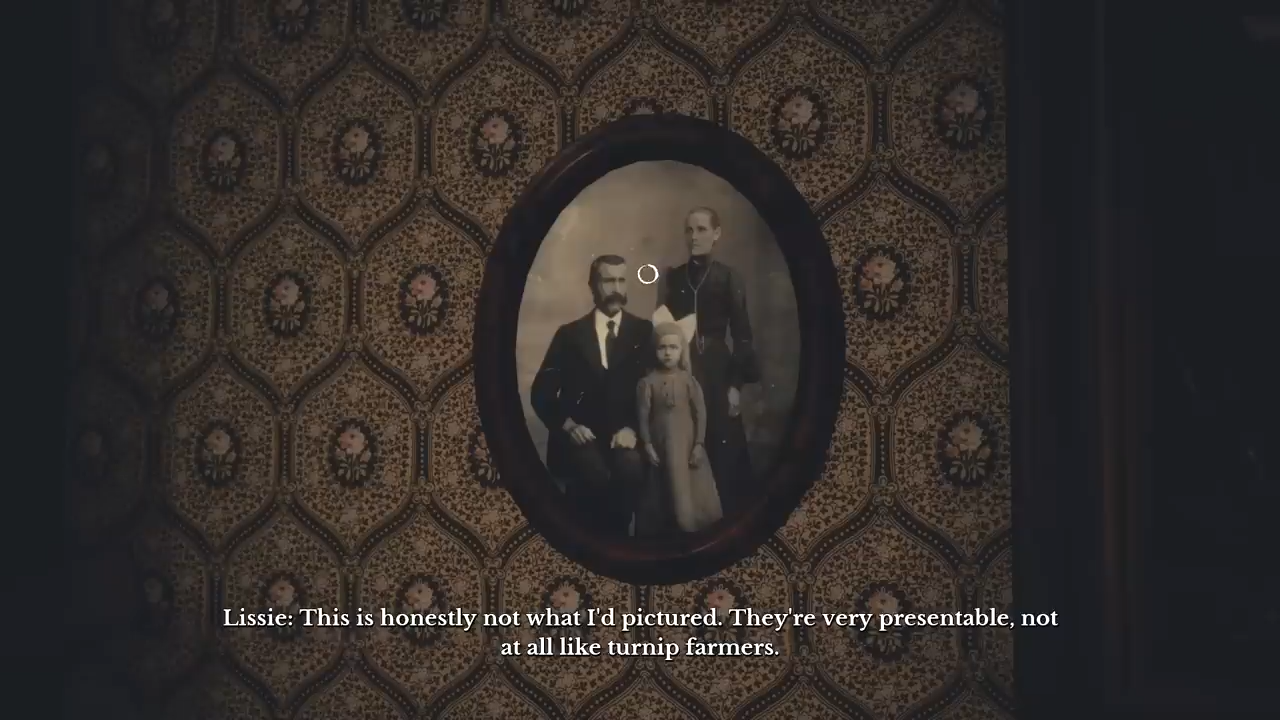 Lissie: This is honestly not what I'd pictured. They're very presentable, not
at all like turnip farmers.